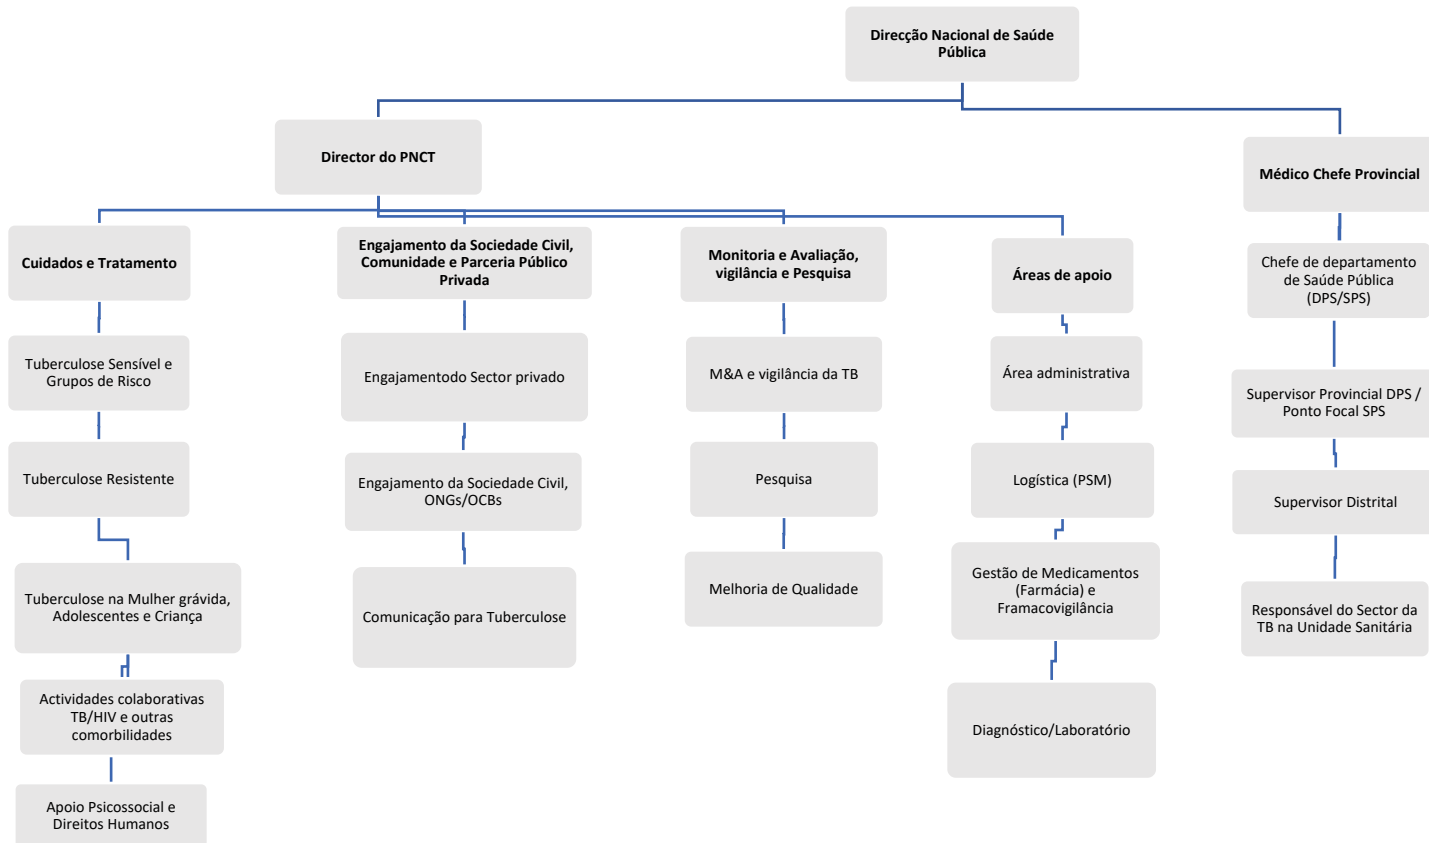 Direcção Nacional de Saúde
Pública
Director do PNCT
Médico Chefe Provincial
Cuidados e Tratamento
Tuberculose Sensível e
Grupos de Risco
Tuberculose Resistente
Tuberculose na Mulher grávida,
Adolescentes e Criança
Actividades colaborativas
TB/HIV e outras
comorbilidades
Apoio Psicossocial e
Direitos Humanos
Engajamento da Sociedade Civil,
Comunidade e Parceria Público
Privada
Engajamentodo Sector privado
Engajamento da Sociedade Civil,
ONGs/OCBs
Comunicação para Tuberculose
Monitoria e Avaliação,
vigilância e Pesquisa
M&A e vigilância da TB
Pesquisa
Melhoria de Qualidade
Áreas de apoio
Área administrativa
Logística (PSM)
Gestão de Medicamentos
(Farmácia) e
Framacovigilância
Diagnóstico/Laboratório
Chefe de departamento
de Saúde Pública
(DPS/SPS)
Supervisor Provincial DPS /
Ponto Focal SPS
Supervisor Distrital
Responsável do Sector da
TB na Unidade Sanitária